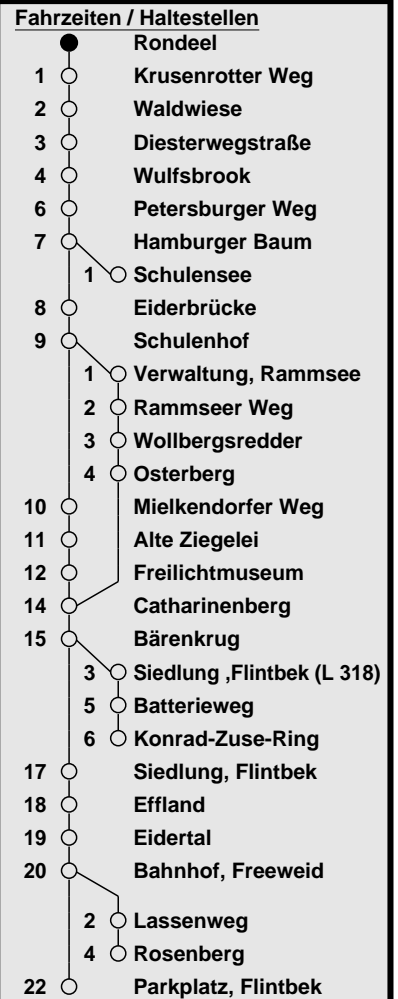 Fahrzeiten / Haltestellen
Rondeel
1 Krusenrotter Weg
2 Waldwiese
3 Diesterwegstraße
4 Wulfsbrook
6 Petersburger Weg
7 Hamburger Baum
1 Schulensee
8 Eiderbrücke
9 Schulenhof
1 Verwaltung, Rammsee
2 Rammseer Weg
3 Wollbergsredder
4 Osterberg
10 Mielkendorfer Weg
11 Alte Ziegelei
12 Freilichtmuseum
14 Catharinenberg
15 Bärenkrug
3 Siedlung ,Flintbek (L 318)
5 Batterieweg
6 Konrad-Zuse-Ring
17 Siedlung, Flintbek
18 Effland
19 Eidertal
20 Bahnhof, Freeweid
2 Lassenweg
4 Rosenberg
22 Parkplatz, Flintbek